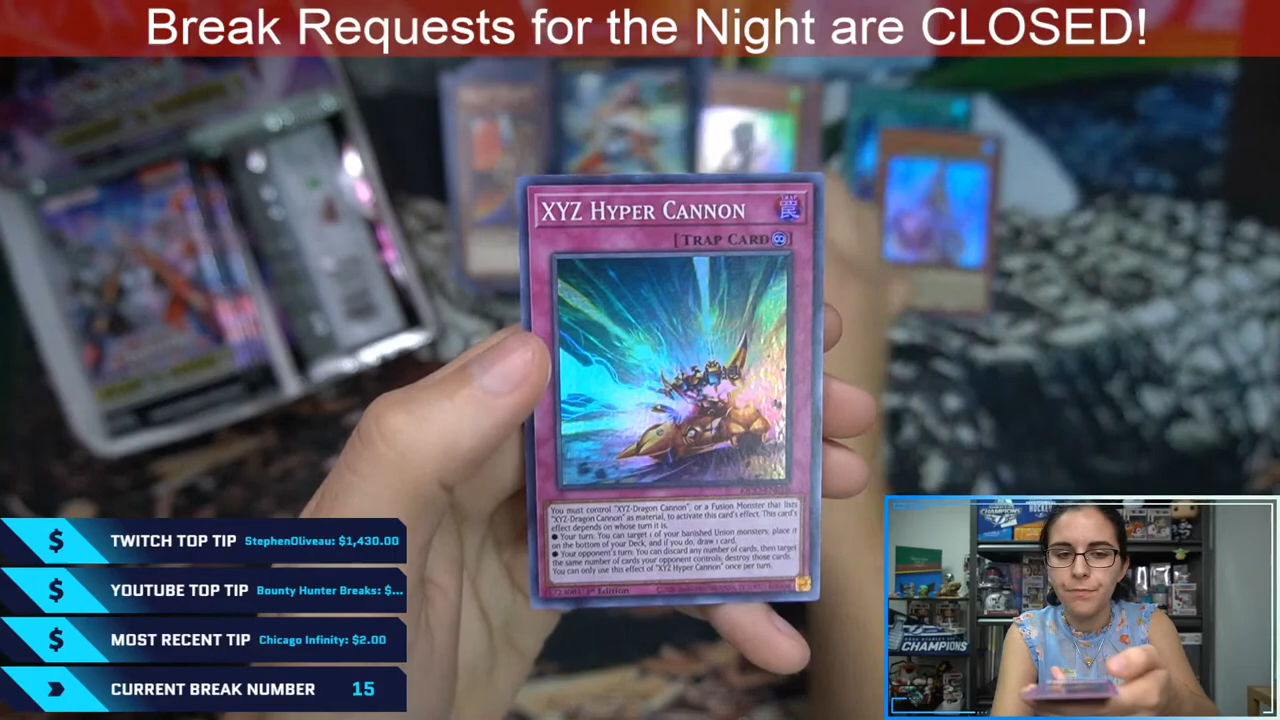 Break Requests for the Night are CLOSED!
XYZ HYPER CANNON
[TRAP CARD]
You must control "XYZ-Dragon Cannon", or a Fusion Monster that lists
"XYZ-Dragon Cannon" as material, to activate this card's effect. This card's
effect depends on whose turn it is.
● Your turn: You can target 1 of your banished Union monsters; place it
on the bottom of your Deck, and if you do, draw 1 card.
● Your opponent's turn: You can discard any number of cards, then target
the same number of cards your opponent controls; destroy those cards.
You can only use this effect of "XYZ Hyper Cannon" once per turn.
1st Edition
TWITCH TOP TIP StephenOliveau: $1,430.00
YOUTUBE TOP TIP Bounty Hunter Breaks: $...
MOST RECENT TIP Chicago Infinity: $2.00
CURRENT BREAK NUMBER 15
CHAMPIONS
HOCKEY
CHAMPIONS